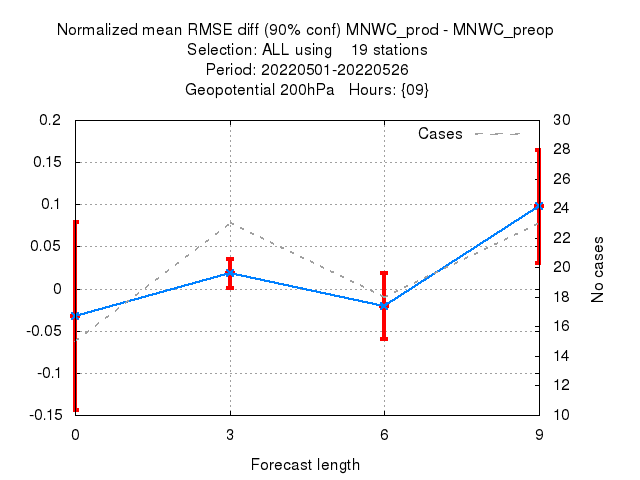 Normalized mean RMSE diff (90% conf) MNWC_prod - MNWC_preop
Selection: ALL using    19 stations
Period: 20220501-20220526
Geopotential 200hPa   Hours: {09}
Cases
0.2
0.15
0.1
0.05
0
-0.05
-0.1
-0.15
30
28
26
24
22
20
18
16
14
12
10
No cases
0 3 6 9
Forecast length